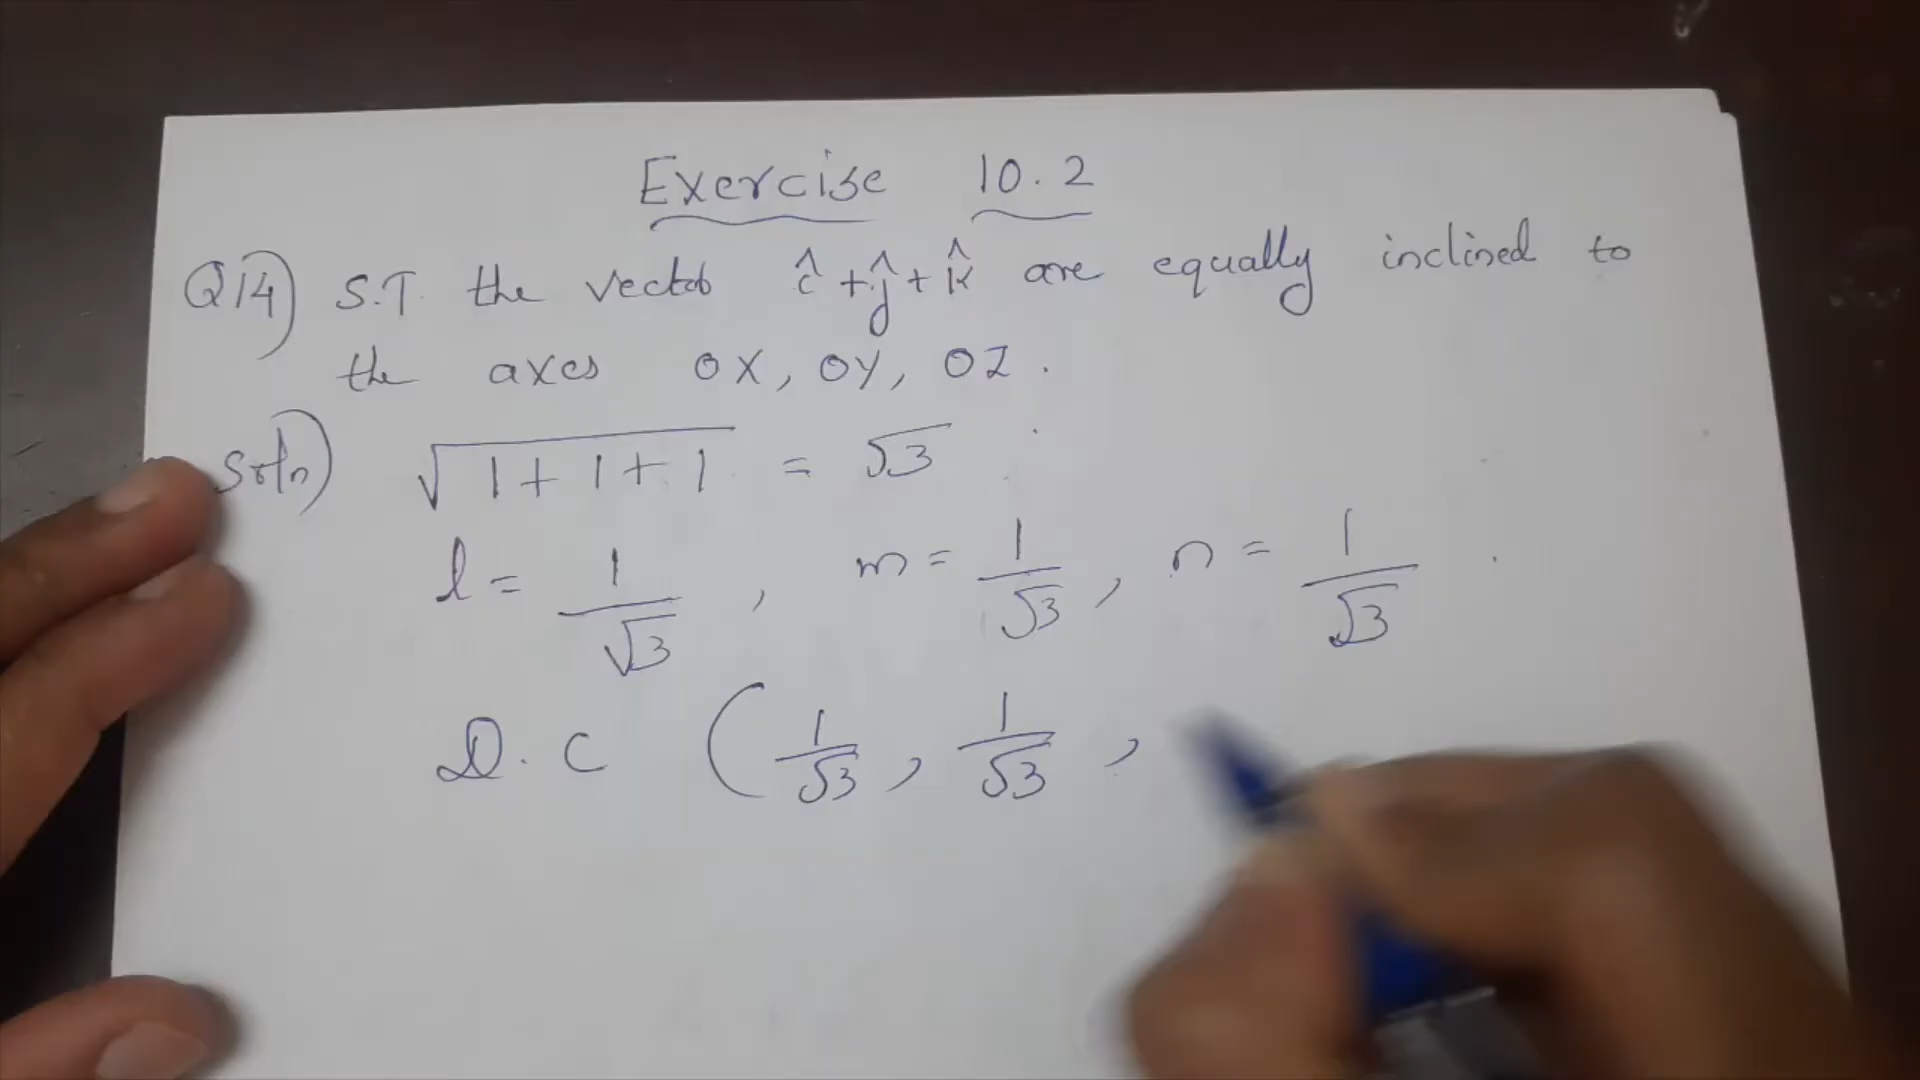 Exercise 10.2
Q14) S.T. the vector î + ĵ + k̂ are equally inclined to
the axes OX, OY, OZ.
Soln) √(1+1+1) = √3
l = 1/√3, m = 1/√3, n = 1/√3
D.C (1/√3, 1/√3,